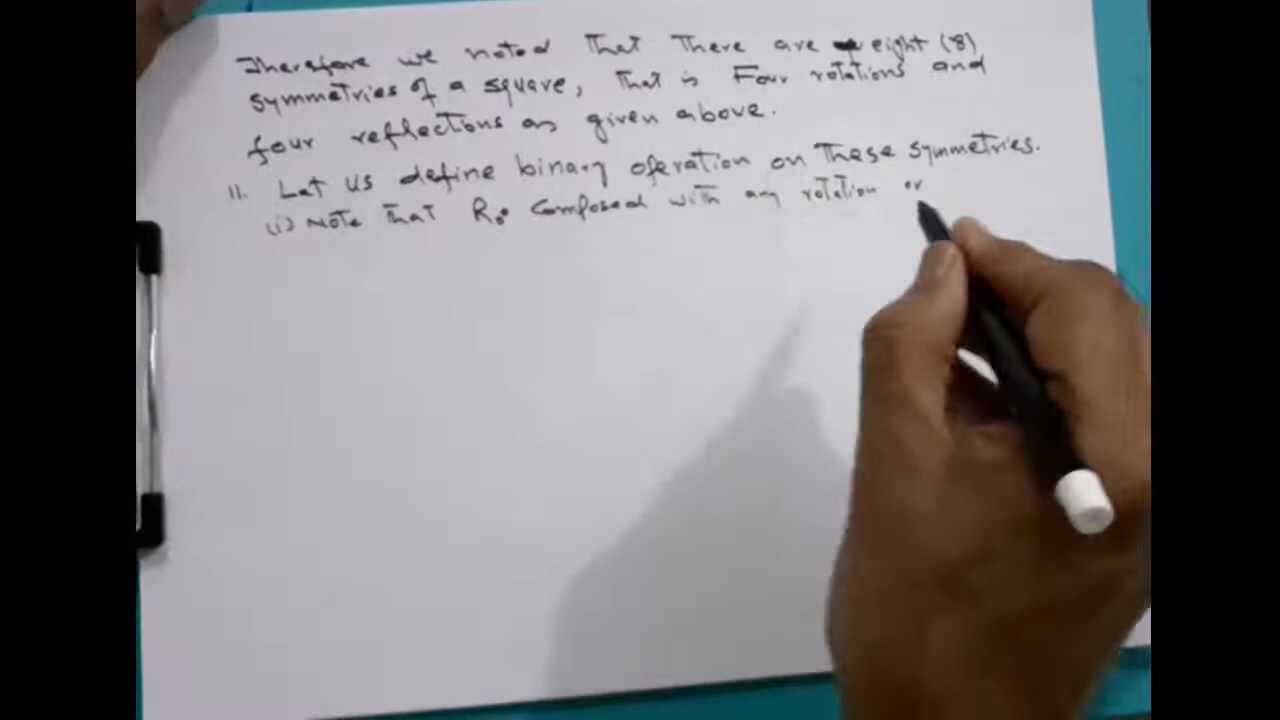 Therefore we noted that there are eight (8)
symmetries of a square, that is Four rotations and
four reflections as given above.
11. Let us define binary operation on these symmetries.
(i) Note that R₀ composed with any rotation or